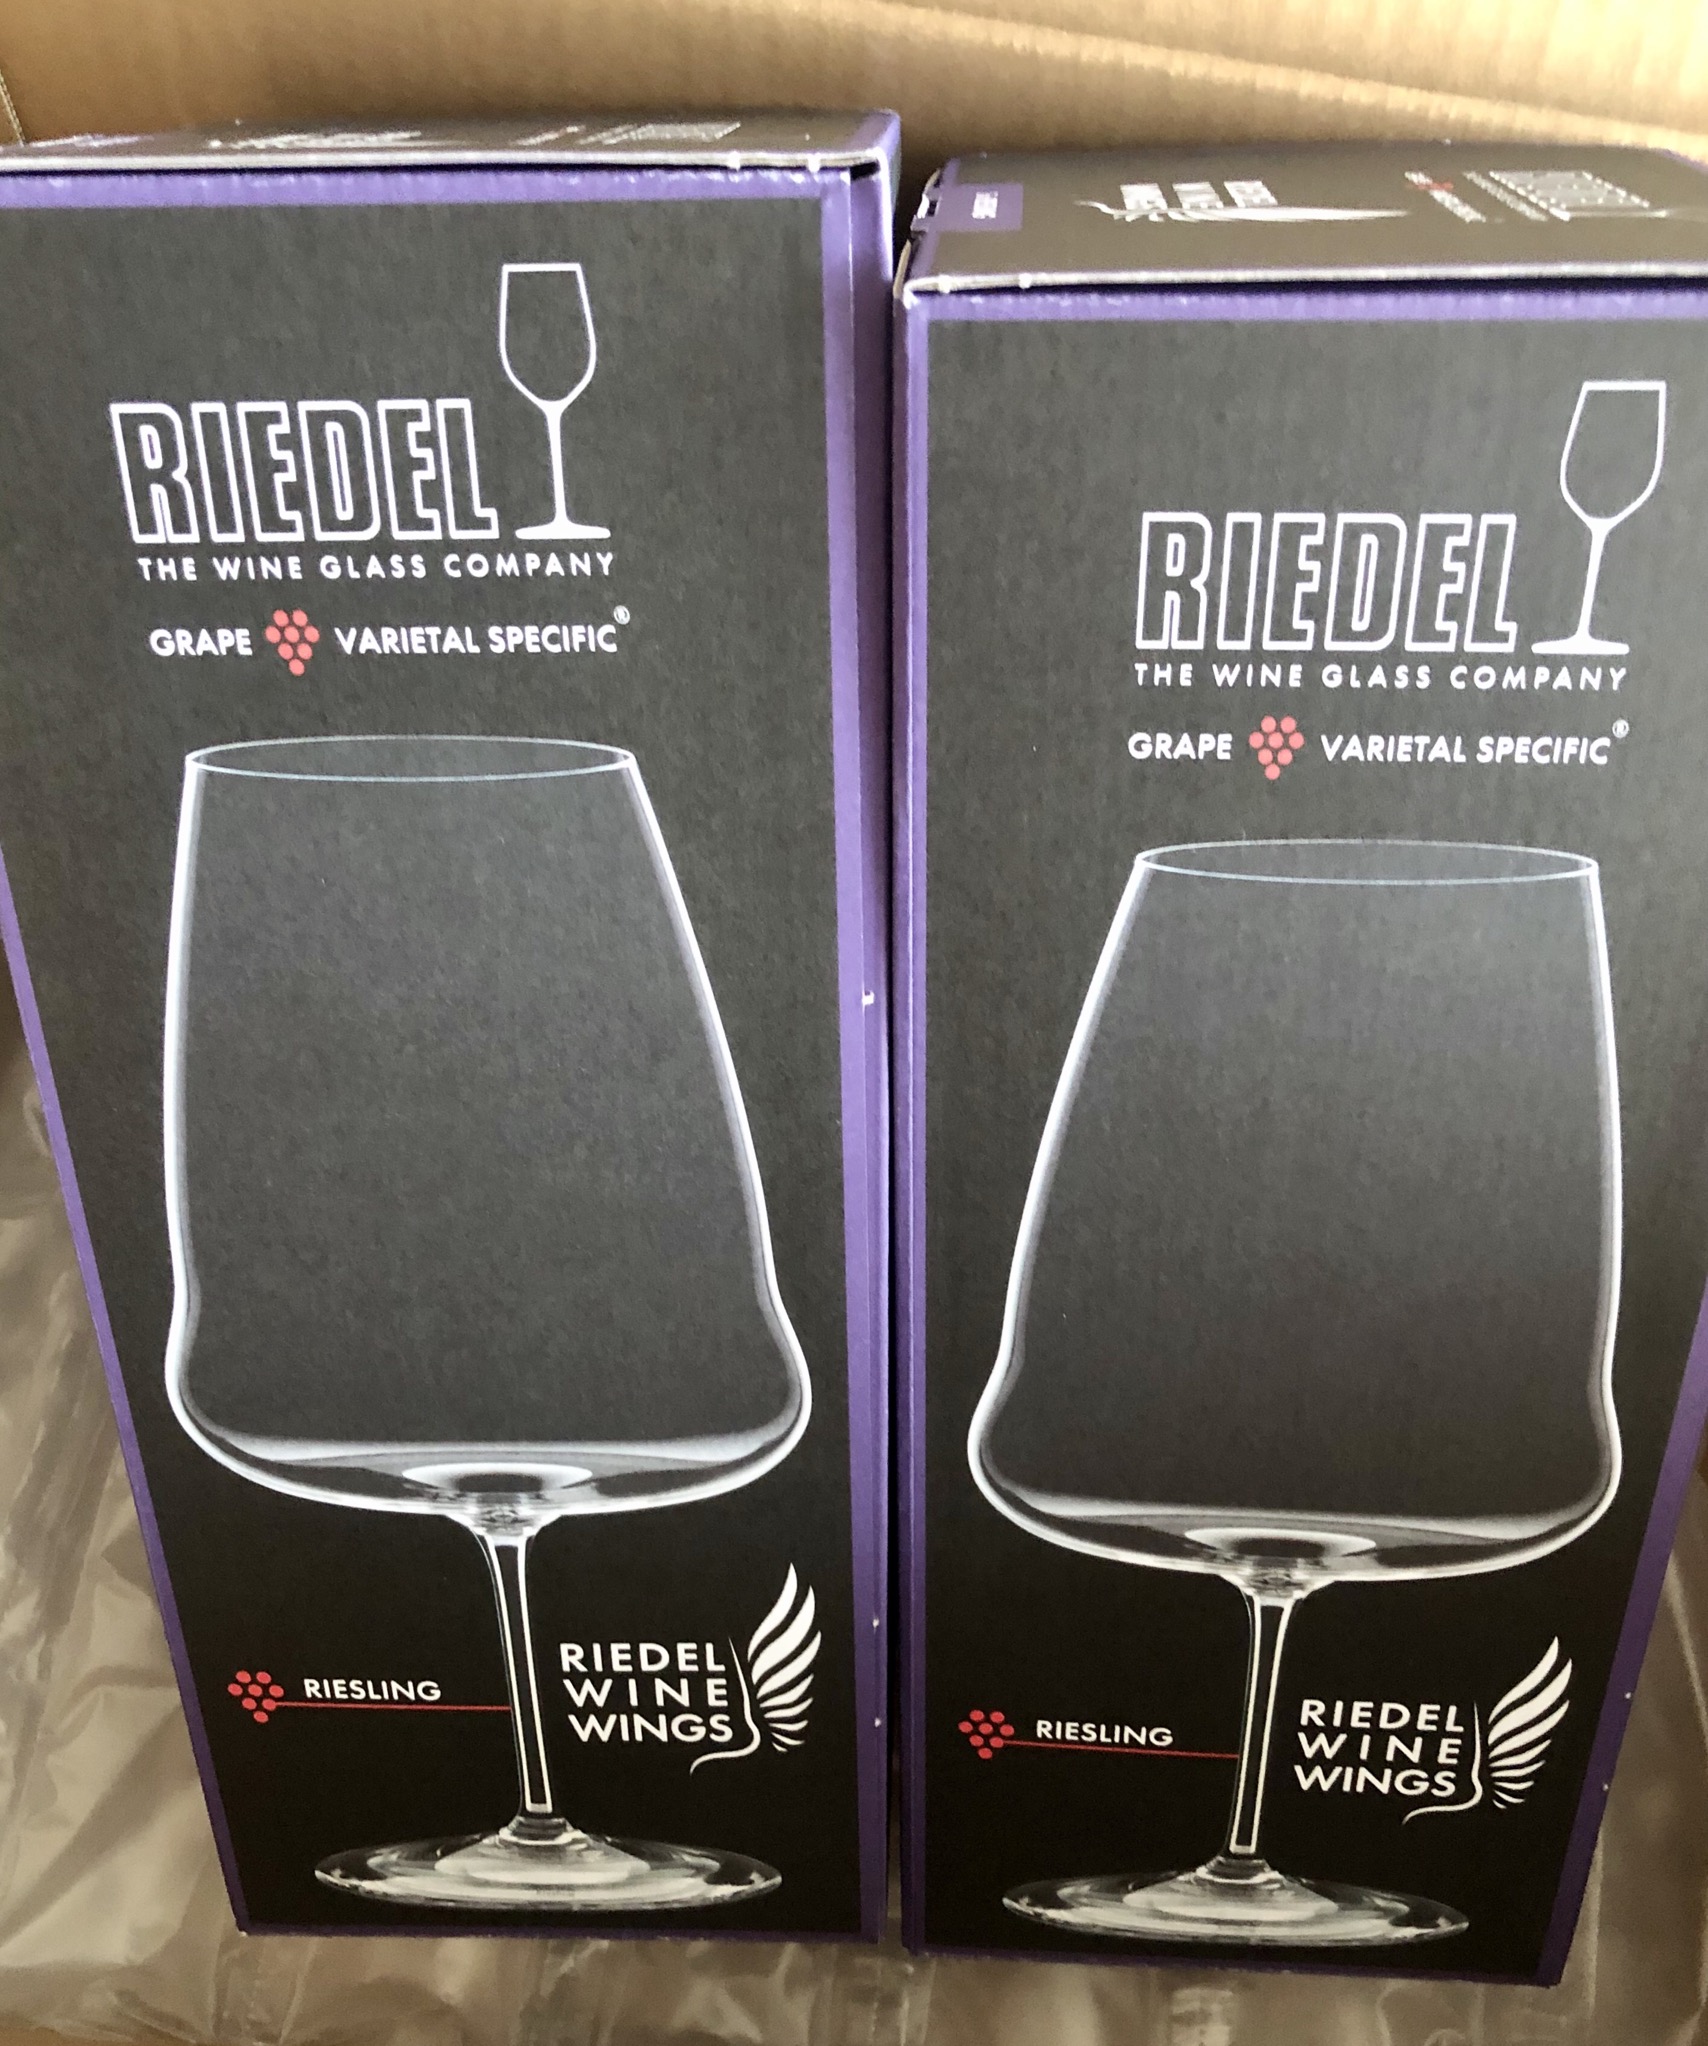 RIEDEL
THE WINE GLASS COMPANY
GRAPE VARIETAL SPECIFIC®
RIESLING
RIEDEL
WINE
WINGS
RIEDEL
THE WINE GLASS COMPANY
GRAPE VARIETAL SPECIFIC®
RIESLING
RIEDEL
WINE
WINGS